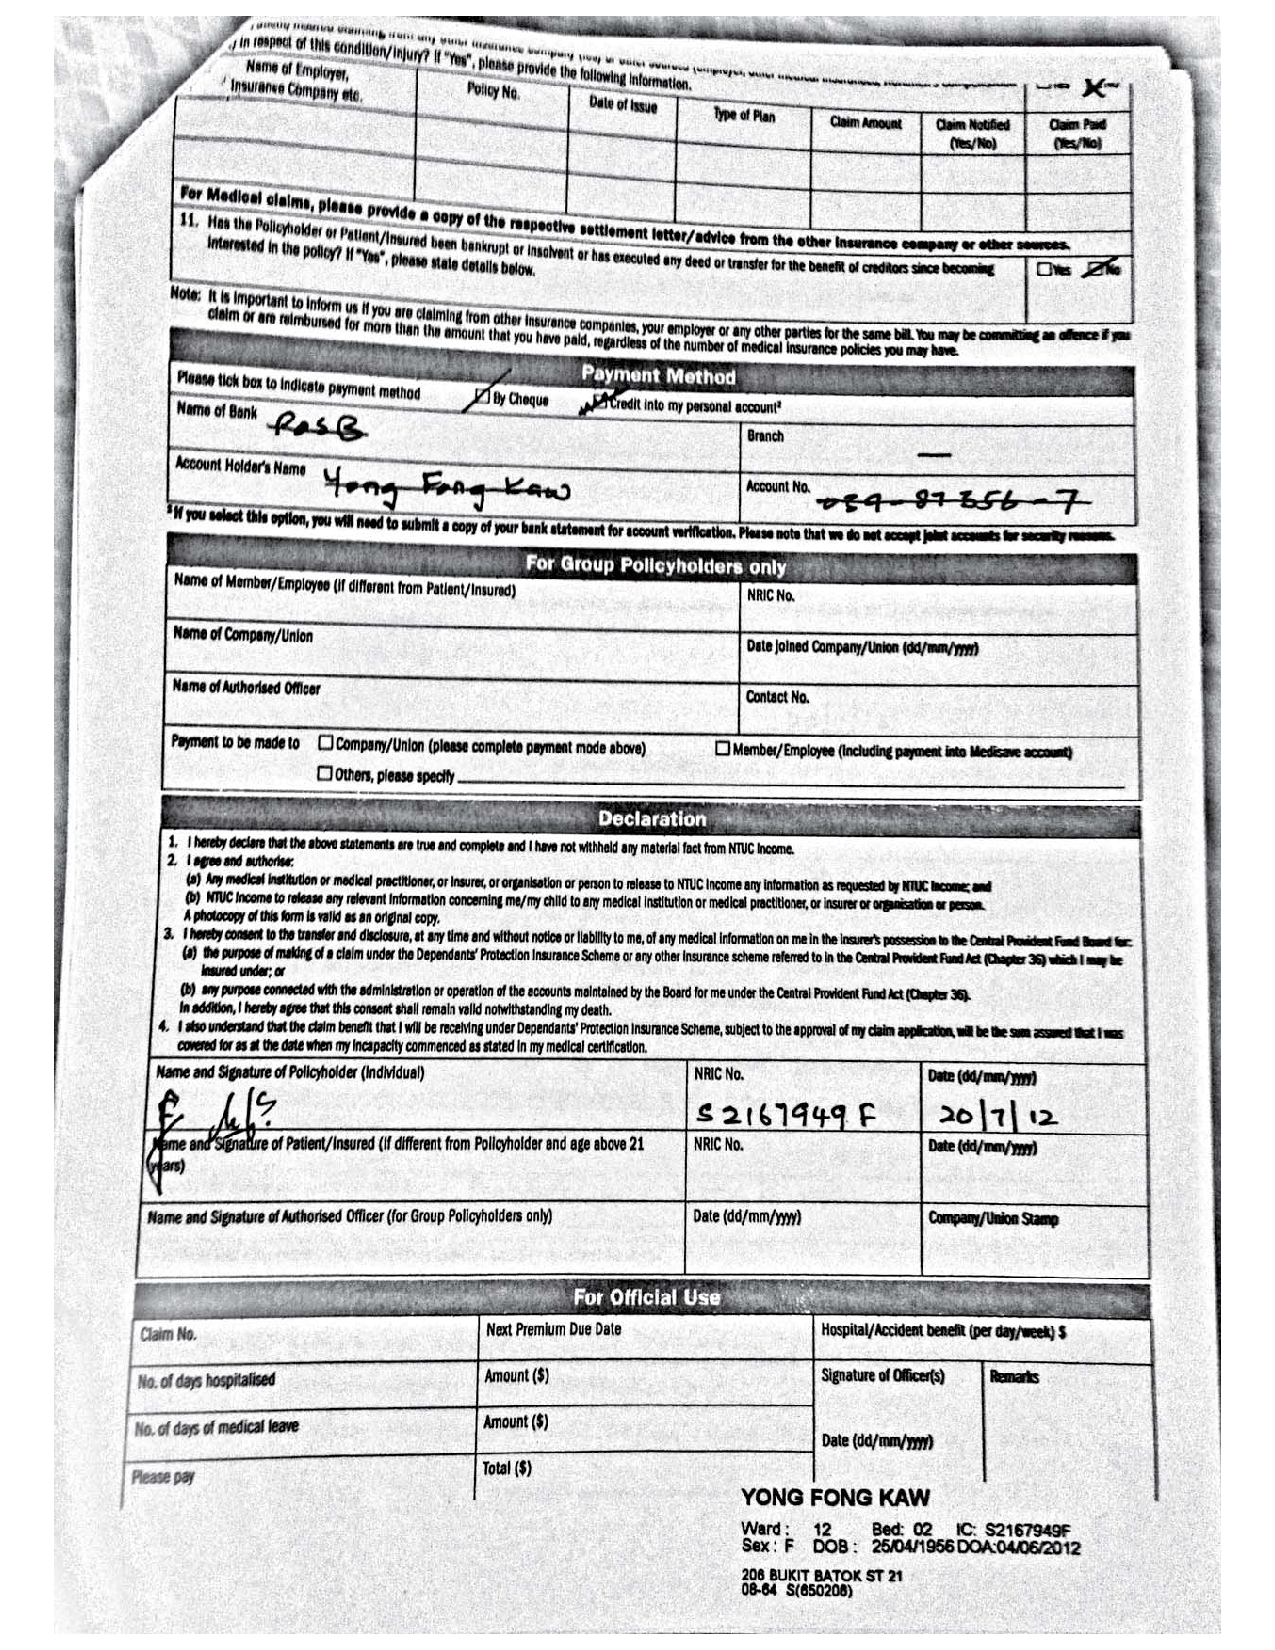 in respect of this condition/injury? If "Yes", please provide the following information.
Name of Employer, Insurance Company etc.
Policy No.
Date of Issue
Type of Plan
Claim Amount
Claim Notified (Yes/No)
Claim Paid (Yes/No)
For Medical claims, please provide a copy of the respective settlement letter/advice from the other insurance company or other sources.
11. Has the Policyholder or Patient/Insured been bankrupt or insolvent or has executed any deed or transfer for the benefit of creditors since becoming
interested in the policy? If "Yes", please state details below.
Yes No
Note: It is important to inform us if you are claiming from other insurance companies, your employer or any other parties for the same bill. You may be committing an offence if you
claim or are reimbursed for more than the amount that you have paid, regardless of the number of medical insurance policies you may have.
Payment Method
Please tick box to indicate payment method By Cheque Credit into my personal account²
Name of Bank POSB
Branch —
Account Holder's Name Yong Fong Kaw
Account No.
²If you select this option, you will need to submit a copy of your bank statement for account verification. Please note that we do not accept joint accounts for security reasons.
For Group Policyholders only
Name of Member/Employee (if different from Patient/Insured)
NRIC No.
Name of Company/Union
Date Joined Company/Union (dd/mm/yyyy)
Name of Authorised Officer
Contact No.
Payment to be made to Company/Union (please complete payment mode above) Member/Employee (including payment into Medisave account)
Others, please specify
Declaration
1. I hereby declare that the above statements are true and complete and I have not withheld any material fact from NTUC Income.
2. I agree and authorise:
(a) Any medical institution or medical practitioner, or insurer, or organisation or person to release to NTUC Income any information as requested by NTUC Income; and
(b) NTUC Income to release any relevant information concerning me/my child to any medical institution or medical practitioner, or insurer or organisation or person.
A photocopy of this form is valid as an original copy.
3. I hereby consent to the transfer and disclosure, at any time and without notice or liability to me, of any medical information on me in the insurer's possession to the Central Provident Fund Board for:
(a) the purpose of making of a claim under the Dependants' Protection Insurance Scheme or any other insurance scheme referred to in the Central Provident Fund Act (Chapter 36) which I may be
insured under; or
(b) any purpose connected with the administration or operation of the accounts maintained by the Board for me under the Central Provident Fund Act (Chapter 36).
In addition, I hereby agree that this consent shall remain valid notwithstanding my death.
4. I also understand that the claim benefit that I will be receiving under Dependants' Protection Insurance Scheme, subject to the approval of my claim application, will be the sum assured that I was
covered for as at the date when my incapacity commenced as stated in my medical certification.
Name and Signature of Policyholder (Individual)
NRIC No.
S2167949F
Date (dd/mm/yyyy)
20/7/12
Name and Signature of Patient/Insured (if different from Policyholder and age above 21
years)
NRIC No.
Date (dd/mm/yyyy)
Name and Signature of Authorised Officer (for Group Policyholders only)
Date (dd/mm/yyyy)
Company/Union Stamp
For Official Use
Claim No.
Next Premium Due Date
Hospital/Accident benefit (per day/week) $
No. of days hospitalised
Amount ($)
Signature of Officer(s)
Remarks
No. of days of medical leave
Amount ($)
Date (dd/mm/yyyy)
Please pay
Total ($)
YONG FONG KAW
Ward : 12 Bed: 02 IC: S2167949F
Sex : F DOB : 25/04/1956 DOA:04/06/2012
206 BUKIT BATOK ST 21
08-64 S(650206)